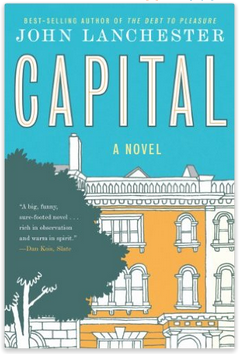 BEST-SELLING AUTHOR OF THE DEBT TO PLEASURE
JOHN LANCHESTER
CAPITAL
A NOVEL
“A big, funny,
sure-footed novel . . .
rich in observation
and warm in spirit.”
—Dan Kois, Slate